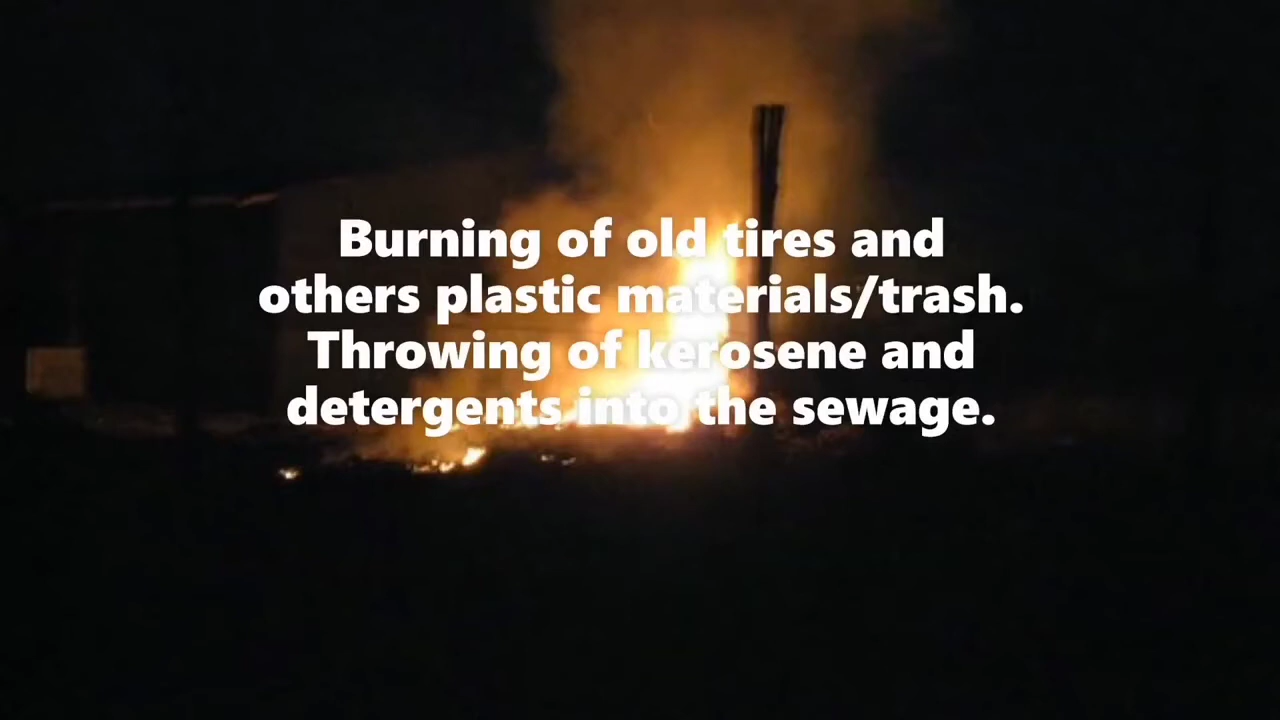 Burning of old tires and
others plastic materials/trash.
Throwing of kerosene and
detergents into the sewage.